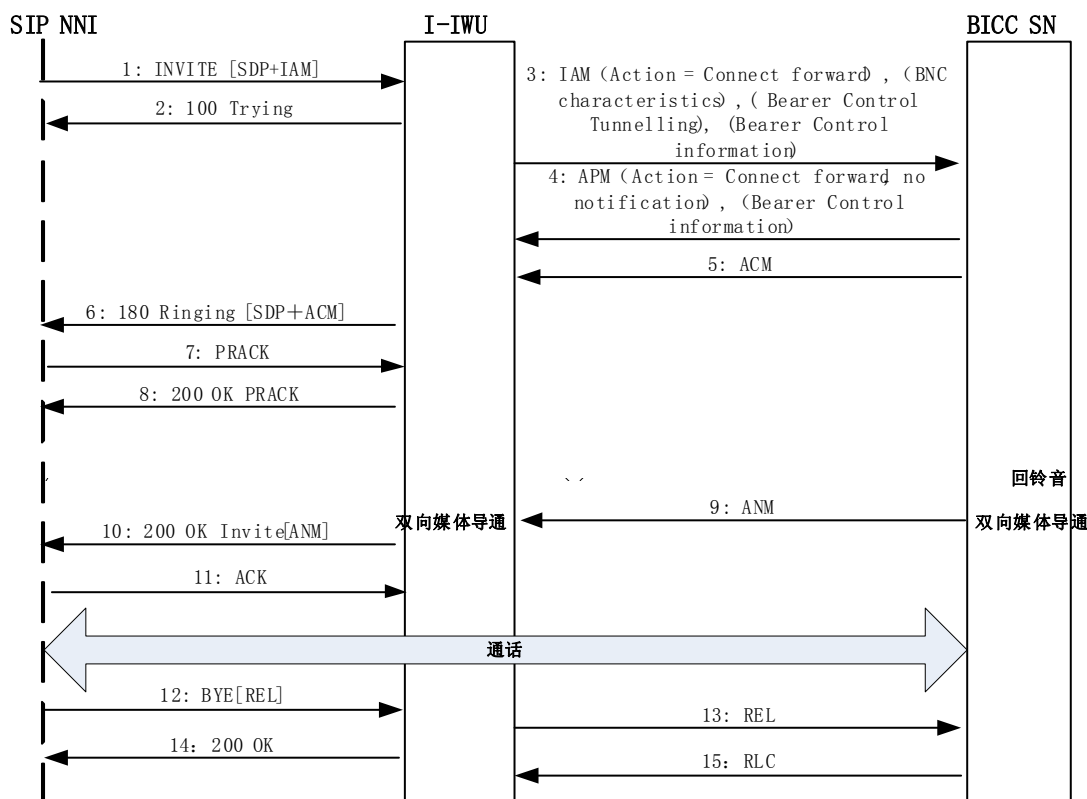 SIP NNI
I-IWU
BICC SN
1: INVITE [SDP+IAM]
2: 100 Trying
3: IAM (Action = Connect forward) , (BNC
characteristics) , ( Bearer Control
Tunnelling), (Bearer Control
information)
4: APM (Action = Connect forward, no
notification) , (Bearer Control
information)
5: ACM
6: 180 Ringing [SDP+ACM]
7: PRACK
8: 200 OK PRACK
回铃音
9: ANM
双向媒体导通
双向媒体导通
10: 200 OK Invite[ANM]
11: ACK
通话
12: BYE[REL]
13: REL
14: 200 OK
15: RLC